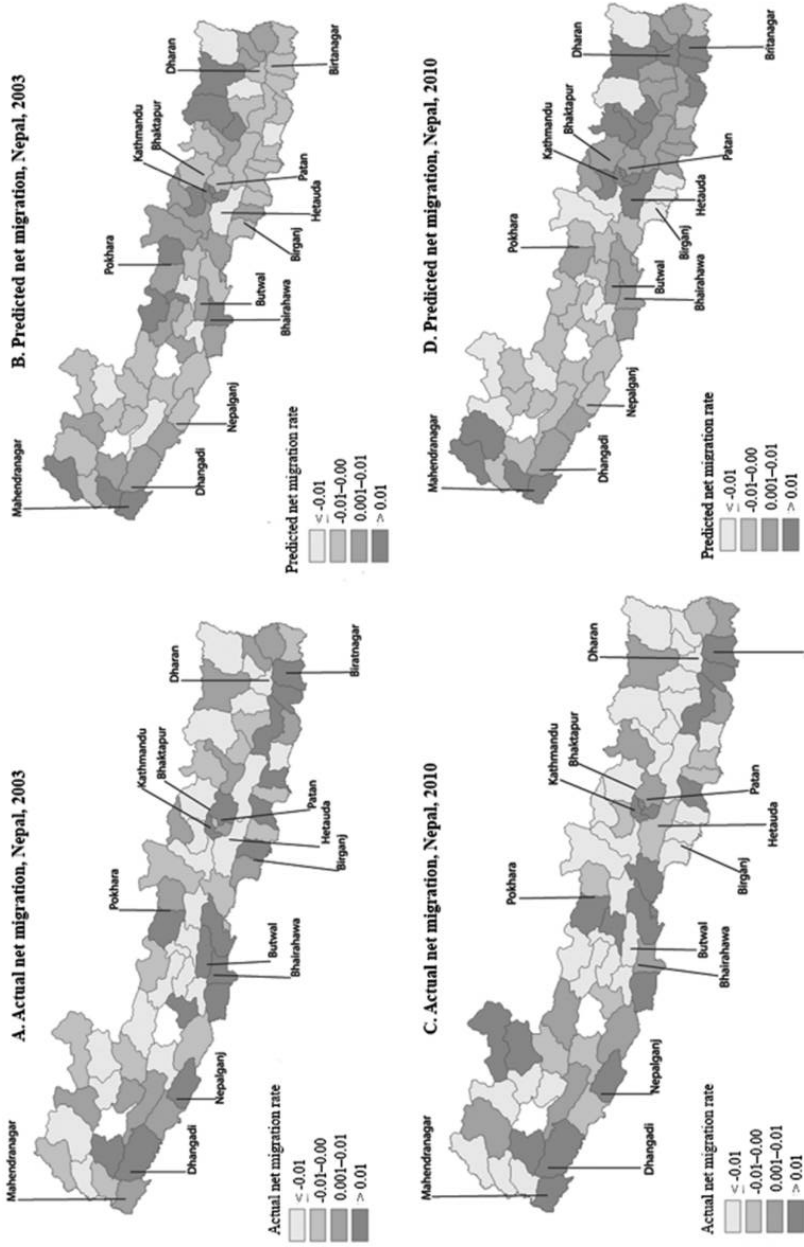 A. Actual net migration, Nepal, 2003
Mahendranagar
Pokhara
Kathmandu
Bhaktapur
Dharan
Dhangadi
Nepalganj
Butwal
Bhairahawa
Birganj
Hetauda
Patan
Biratnagar
Actual net migration rate
≤ -0.01
-0.01–0.00
0.001–0.01
> 0.01
B. Predicted net migration, Nepal, 2003
Mahendranagar
Pokhara
Kathmandu
Bhaktapur
Dharan
Dhangadi
Nepalganj
Butwal
Bhairahawa
Birganj
Hetauda
Patan
Birtanagar
Predicted net migration rate
≤ -0.01
-0.01–0.00
0.001–0.01
> 0.01
C. Actual net migration, Nepal, 2010
Mahendranagar
Pokhara
Kathmandu
Bhaktapur
Dharan
Dhangadi
Nepalganj
Butwal
Bhairahawa
Birganj
Hetauda
Patan
Actual net migration rate
≤ -0.01
-0.01–0.00
0.001–0.01
> 0.01
D. Predicted net migration, Nepal, 2010
Mahendranagar
Pokhara
Kathmandu
Bhaktapur
Dharan
Dhangadi
Nepalganj
Butwal
Bhairahawa
Birganj
Hetauda
Patan
Britanagar
Predicted net migration rate
≤ -0.01
-0.01–0.00
0.001–0.01
> 0.01